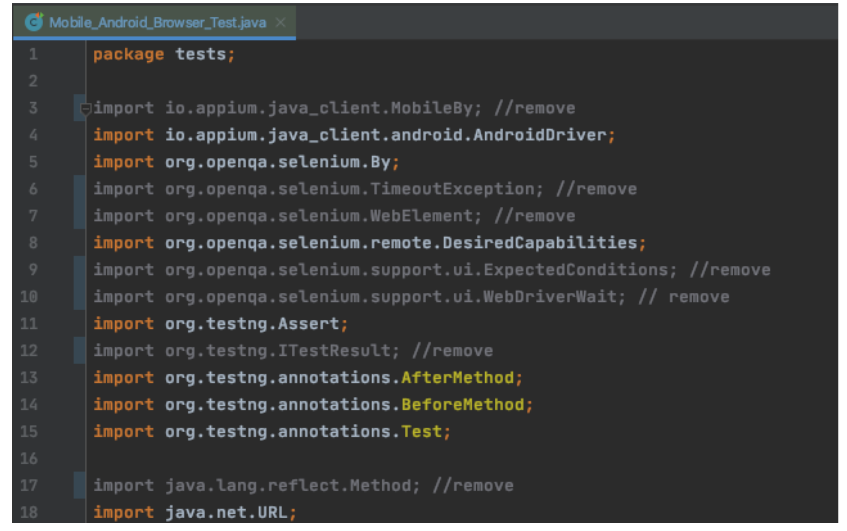 Mobile_Android_Browser_Test.java
1 package tests;
2
3 import io.appium.java_client.MobileBy; //remove
4 import io.appium.java_client.android.AndroidDriver;
5 import org.openqa.selenium.By;
6 import org.openqa.selenium.TimeoutException; //remove
7 import org.openqa.selenium.WebElement; //remove
8 import org.openqa.selenium.remote.DesiredCapabilities;
9 import org.openqa.selenium.support.ui.ExpectedConditions; //remove
10 import org.openqa.selenium.support.ui.WebDriverWait; // remove
11 import org.testng.Assert;
12 import org.testng.ITestResult; //remove
13 import org.testng.annotations.AfterMethod;
14 import org.testng.annotations.BeforeMethod;
15 import org.testng.annotations.Test;
16
17 import java.lang.reflect.Method; //remove
18 import java.net.URL;